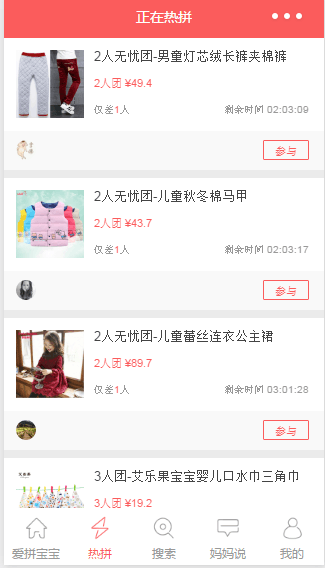 正在热拼
2人无忧团-男童灯芯绒长裤夹棉裤
2人团 ¥49.4
仅差1人
剩余时间 02:03:09
参与
2人无忧团-儿童秋冬棉马甲
2人团 ¥43.7
仅差1人
剩余时间 02:03:17
参与
2人无忧团-儿童蕾丝连衣公主裙
2人团 ¥89.7
仅差1人
剩余时间 03:01:28
参与
3人团-艾乐果宝宝婴儿口水巾三角巾
3人团 ¥19.2
爱拼宝宝
热拼
搜索
妈妈说
我的